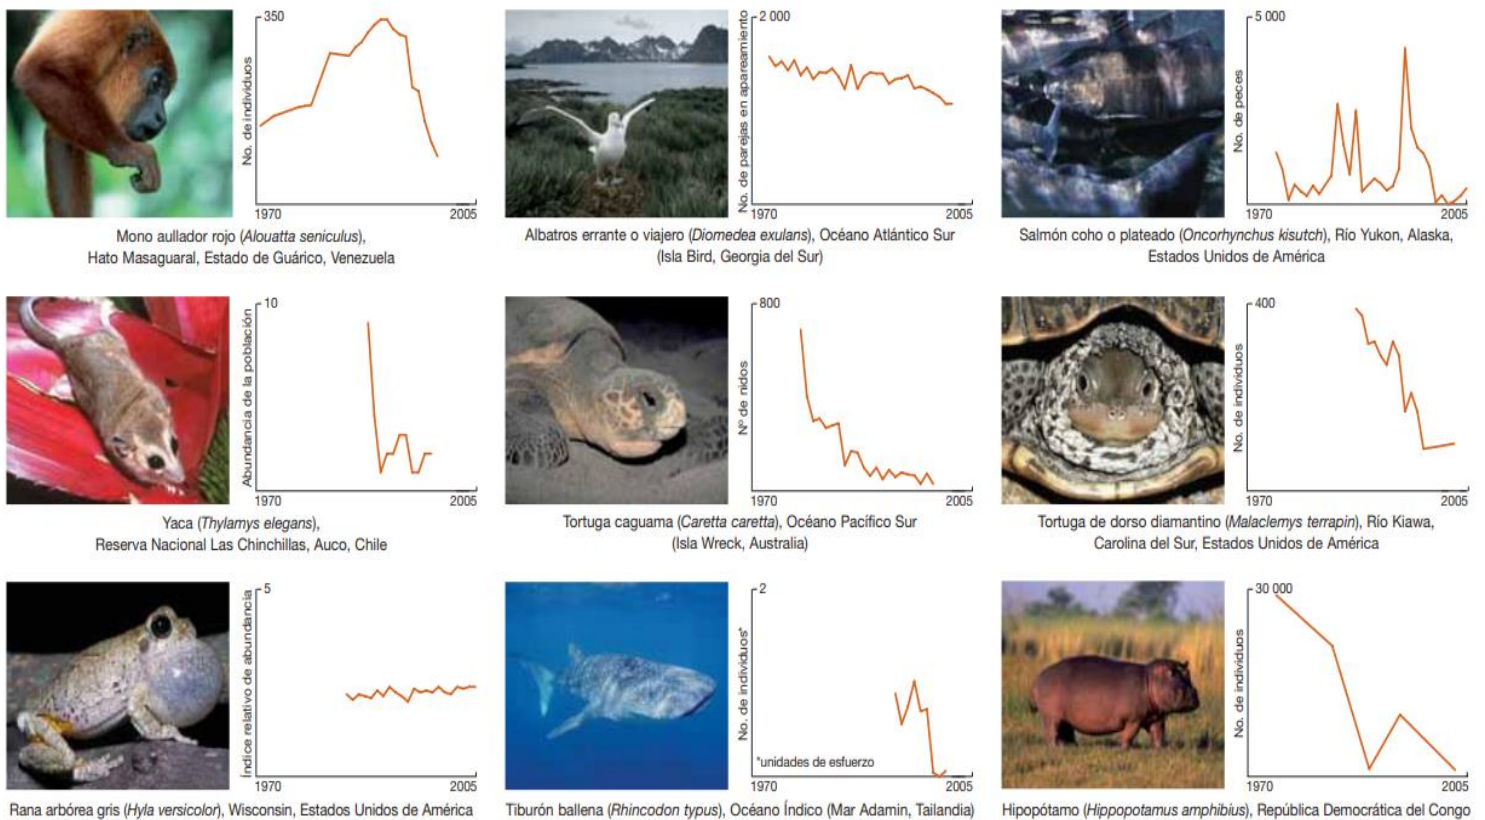 350
No. de individuos
1970
2005
Mono aullador rojo (Alouatta seniculus),
Hato Masaguaral, Estado de Guárico, Venezuela
2 000
No. de parejas en apareamiento
1970
2005
Albatros errante o viajero (Diomedea exulans), Océano Atlántico Sur
(Isla Bird, Georgia del Sur)
5 000
No. de peces
1970
2005
Salmón coho o plateado (Oncorhynchus kisutch), Río Yukon, Alaska,
Estados Unidos de América
10
Abundancia de la población
1970
2005
Yaca (Thylamys elegans),
Reserva Nacional Las Chinchillas, Auco, Chile
800
Nº de nidos
1970
2005
Tortuga caguama (Caretta caretta), Océano Pacífico Sur
(Isla Wreck, Australia)
400
No. de individuos
1970
2005
Tortuga de dorso diamantino (Malaclemys terrapin), Río Kiawa,
Carolina del Sur, Estados Unidos de América
5
Índice relativo de abundancia
1970
2005
Rana arbórea gris (Hyla versicolor), Wisconsin, Estados Unidos de América
2
No. de individuos*
*unidades de esfuerzo
1970
2005
Tiburón ballena (Rhincodon typus), Océano Índico (Mar Adamin, Tailandia)
30 000
No. de individuos
1970
2005
Hipopótamo (Hippopotamus amphibius), República Democrática del Congo